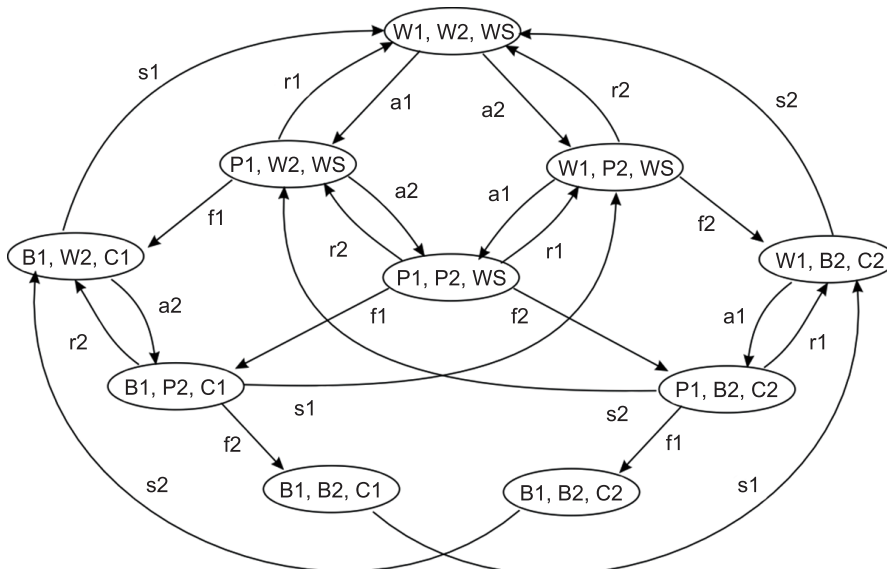 W1, W2, WS
s1
r1
a1
a2
r2
s2
P1, W2, WS
W1, P2, WS
f1
a2
a1
f2
r2
r1
B1, W2, C1
P1, P2, WS
W1, B2, C2
a2
f1
f2
a1
r2
r1
B1, P2, C1
P1, B2, C2
s1
s2
f2
f1
s2
B1, B2, C1
B1, B2, C2
s1